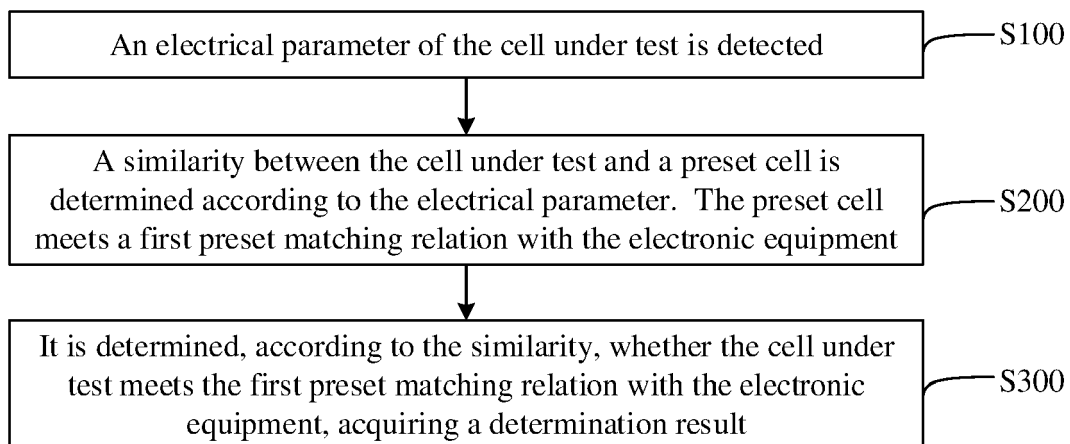 An electrical parameter of the cell under test is detected
S100
A similarity between the cell under test and a preset cell is
determined according to the electrical parameter. The preset cell
meets a first preset matching relation with the electronic equipment
S200
It is determined, according to the similarity, whether the cell under
test meets the first preset matching relation with the electronic
equipment, acquiring a determination result
S300